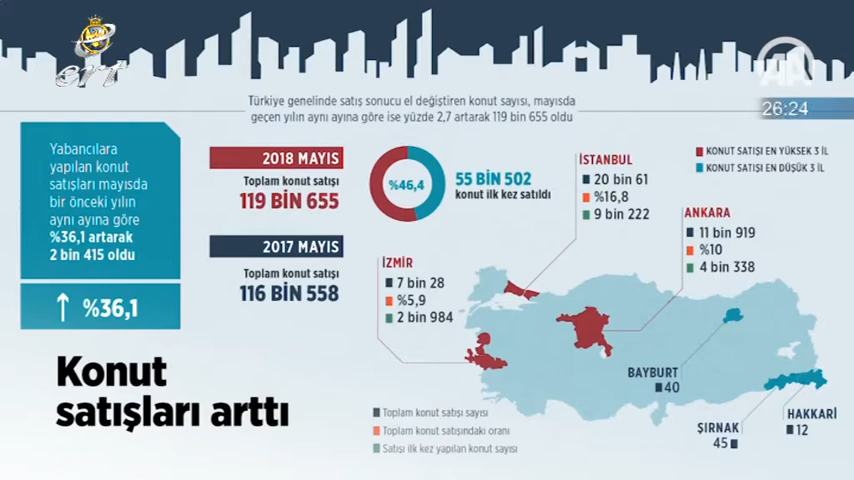 ert
AA
26:24
Türkiye genelinde satış sonucu el değiştiren konut sayısı, mayısda
geçen yılın aynı ayına göre ise yüzde 2,7 artarak 119 bin 655 oldu
Yabancılara
yapılan konut
satışları mayısda
bir önceki yılın
aynı ayına göre
%36,1 artarak
2 bin 415 oldu
↑ %36,1
2018 MAYIS
Toplam konut satışı
119 BİN 655
2017 MAYIS
Toplam konut satışı
116 BİN 558
%46,4
55 BİN 502
konut ilk kez satıldı
KONUT SATIŞI EN YÜKSEK 3 İL
KONUT SATIŞI EN DÜŞÜK 3 İL
İSTANBUL
20 bin 61
%16,8
9 bin 222
ANKARA
11 bin 919
%10
4 bin 338
İZMİR
7 bin 28
%5,9
2 bin 984
BAYBURT
40
HAKKARİ
12
ŞIRNAK
45
Konut
satışları arttı
Toplam konut satışı sayısı
Toplam konut satışındaki oranı
Satışı ilk kez yapılan konut sayısı